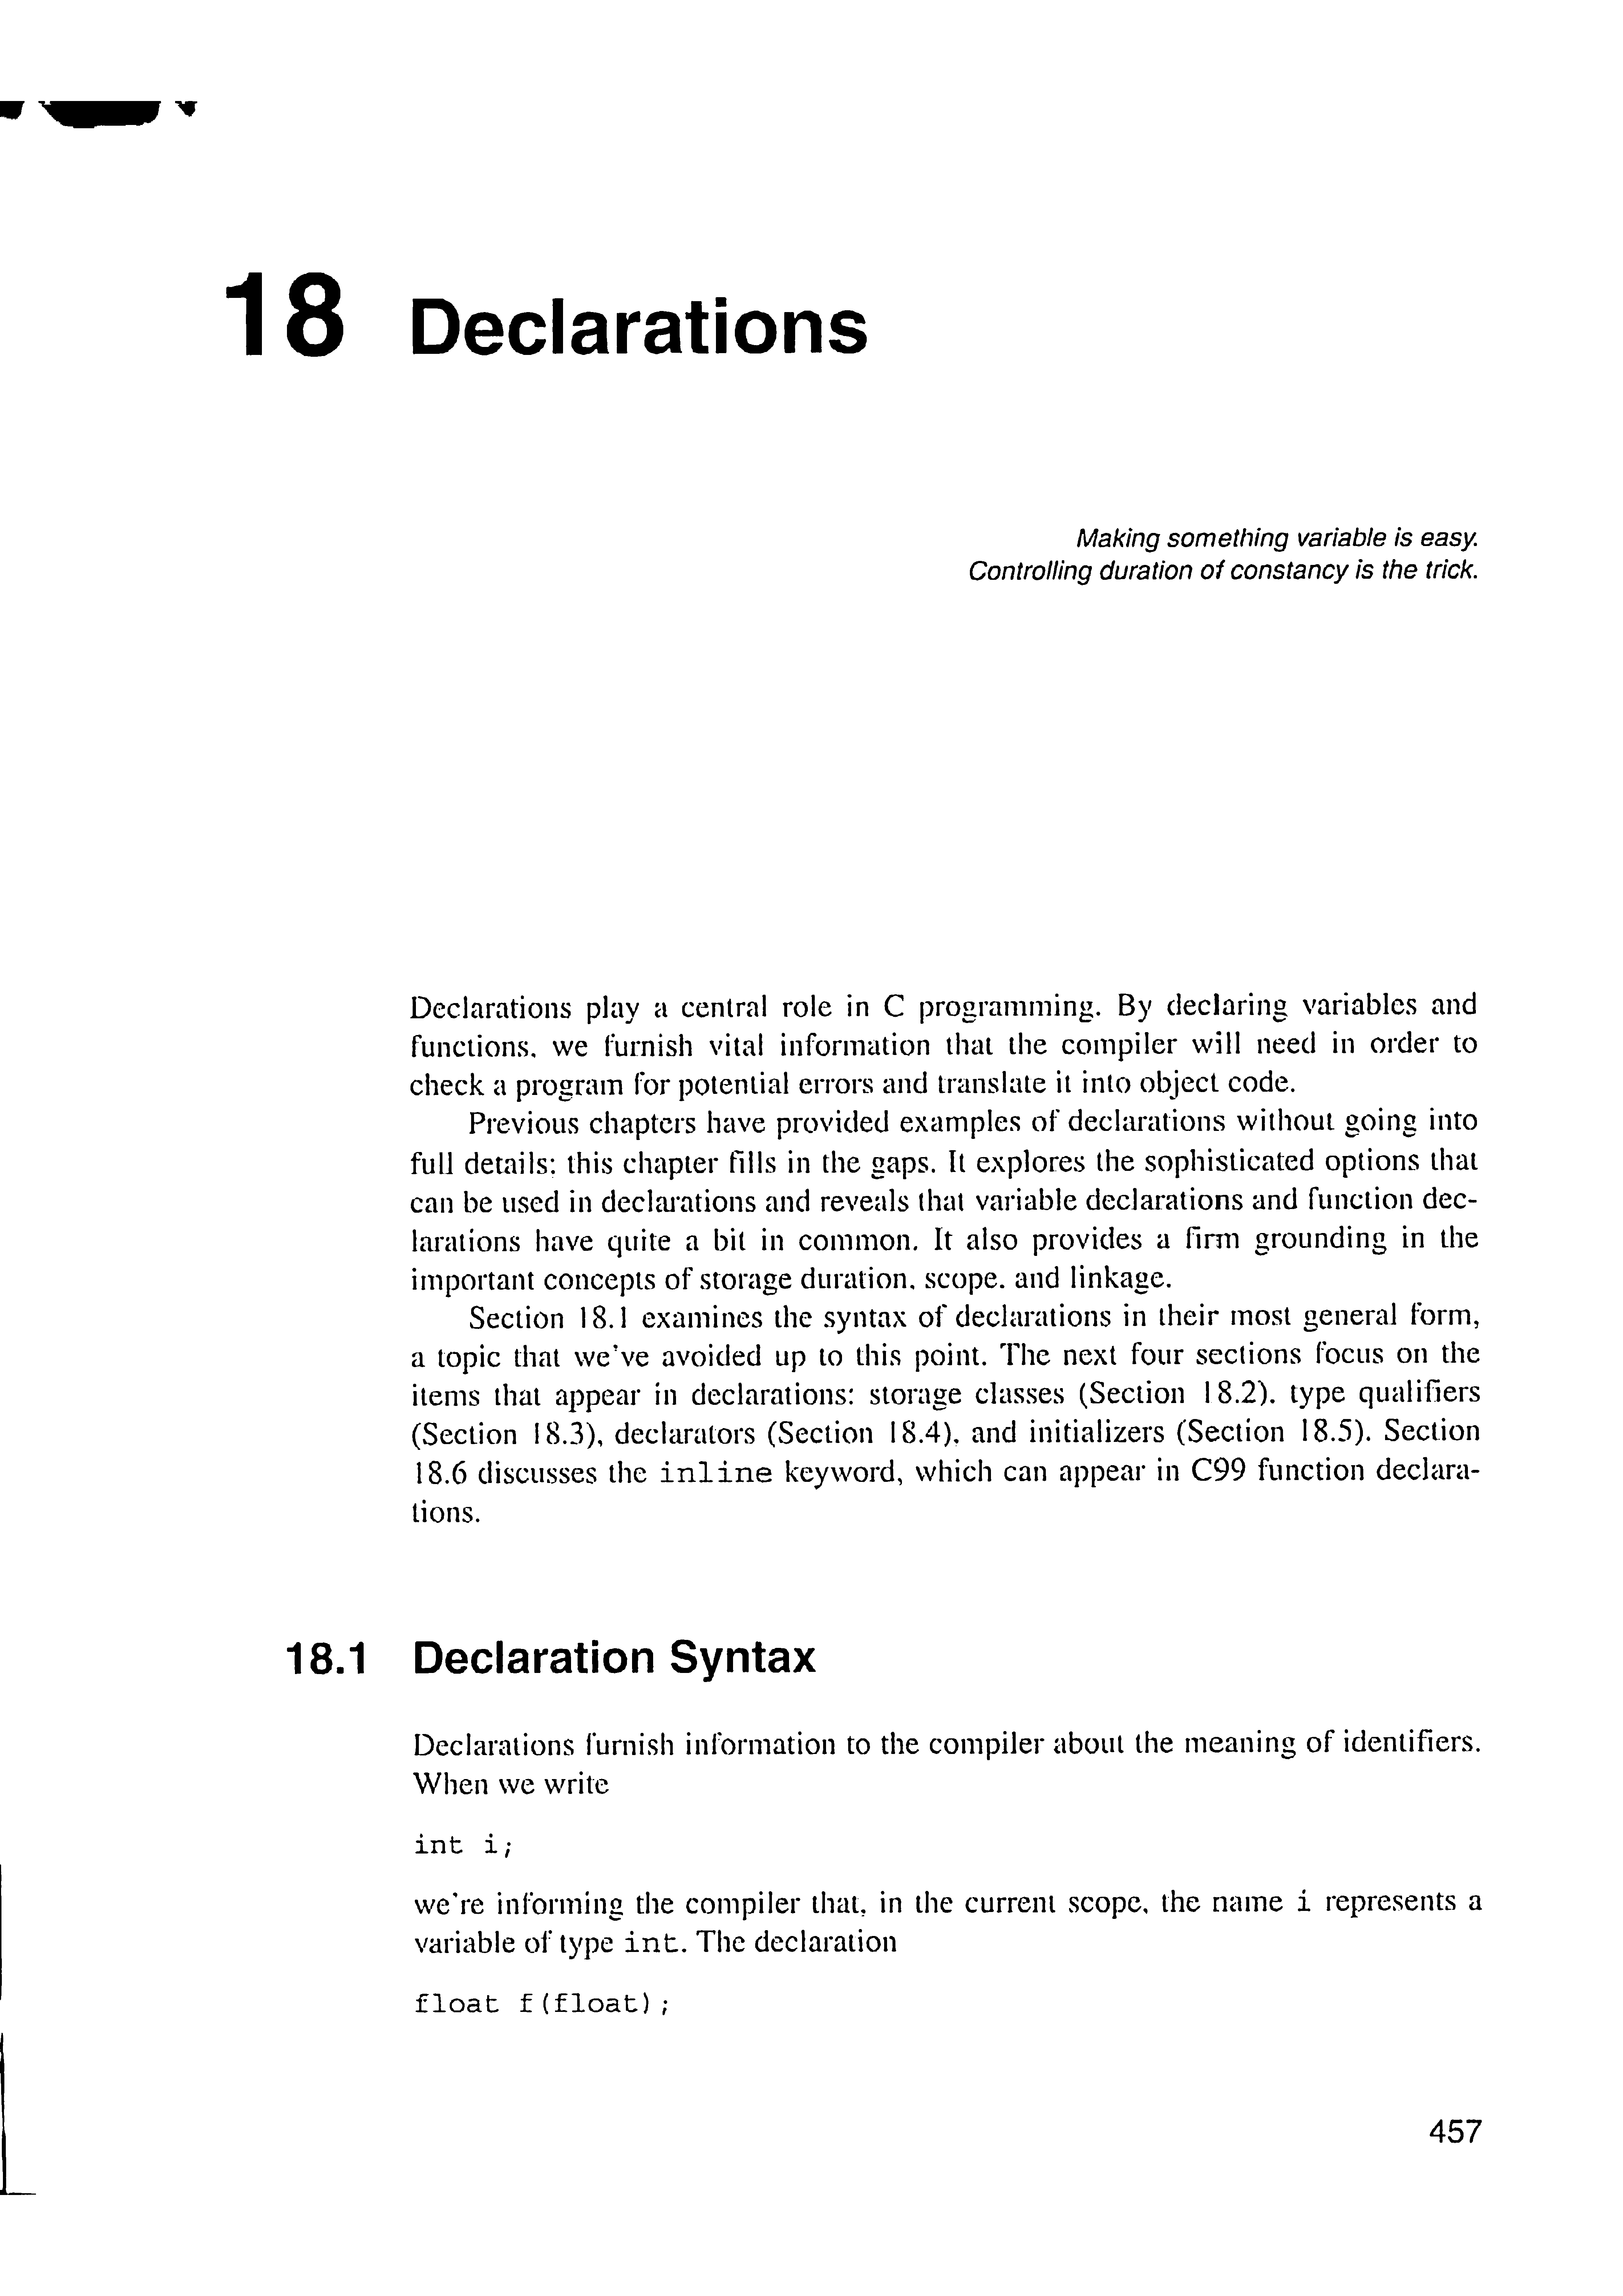 18 Declarations
Making something variable is easy.
Controlling duration of constancy is the trick.
Declarations play a central role in C programming. By declaring variables and
functions, we furnish vital information that the compiler will need in order to
check a program for potential errors and translate it into object code.
Previous chapters have provided examples of declarations without going into
full details; this chapter fills in the gaps. It explores the sophisticated options that
can be used in declarations and reveals that variable declarations and function dec-
larations have quite a bit in common. It also provides a firm grounding in the
important concepts of storage duration, scope, and linkage.
Section 18.1 examines the syntax of declarations in their most general form,
a topic that we've avoided up to this point. The next four sections focus on the
items that appear in declarations: storage classes (Section 18.2), type qualifiers
(Section 18.3), declarators (Section 18.4), and initializers (Section 18.5). Section
18.6 discusses the inline keyword, which can appear in C99 function declara-
tions.
18.1 Declaration Syntax
Declarations furnish information to the compiler about the meaning of identifiers.
When we write
int i;
we're informing the compiler that, in the current scope, the name i represents a
variable of type int. The declaration
float f(float);
457